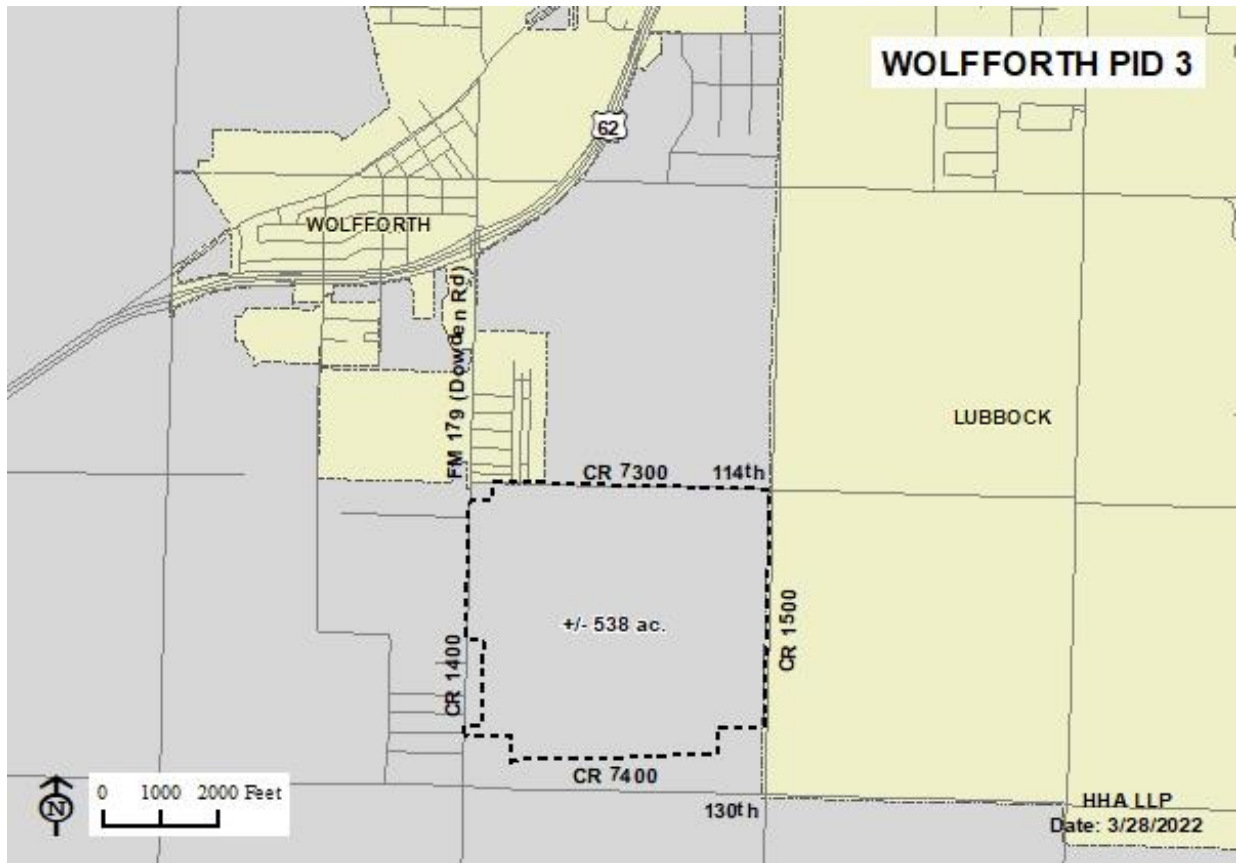 WOLFFORTH PID 3
62
WOLFFORTH
FM 179 (Dowden Rd)
LUBBOCK
CR 7300
114th
+/- 538 ac.
CR 1400
CR 1500
CR 7400
130th
N
0 1000 2000 Feet
HHA LLP
Date: 3/28/2022